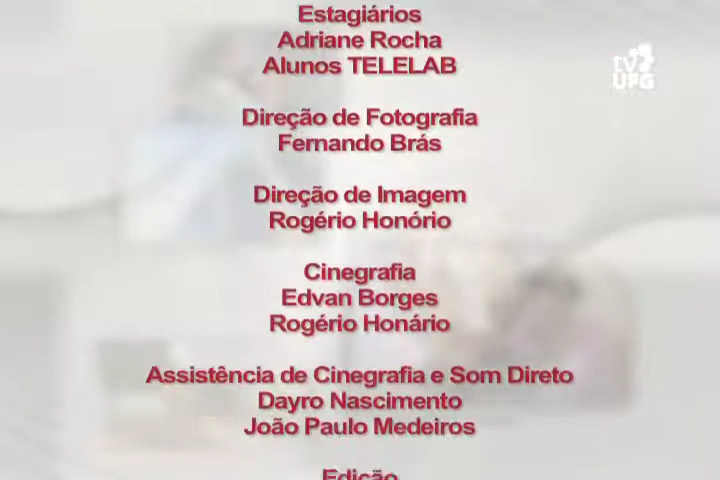 Estagiários
Adriane Rocha
Alunos TELELAB
TV
UFG
Direção de Fotografia
Fernando Brás
Direção de Imagem
Rogério Honório
Cinegrafia
Edvan Borges
Rogério Honário
Assistência de Cinegrafia e Som Direto
Dayro Nascimento
João Paulo Medeiros
Edição